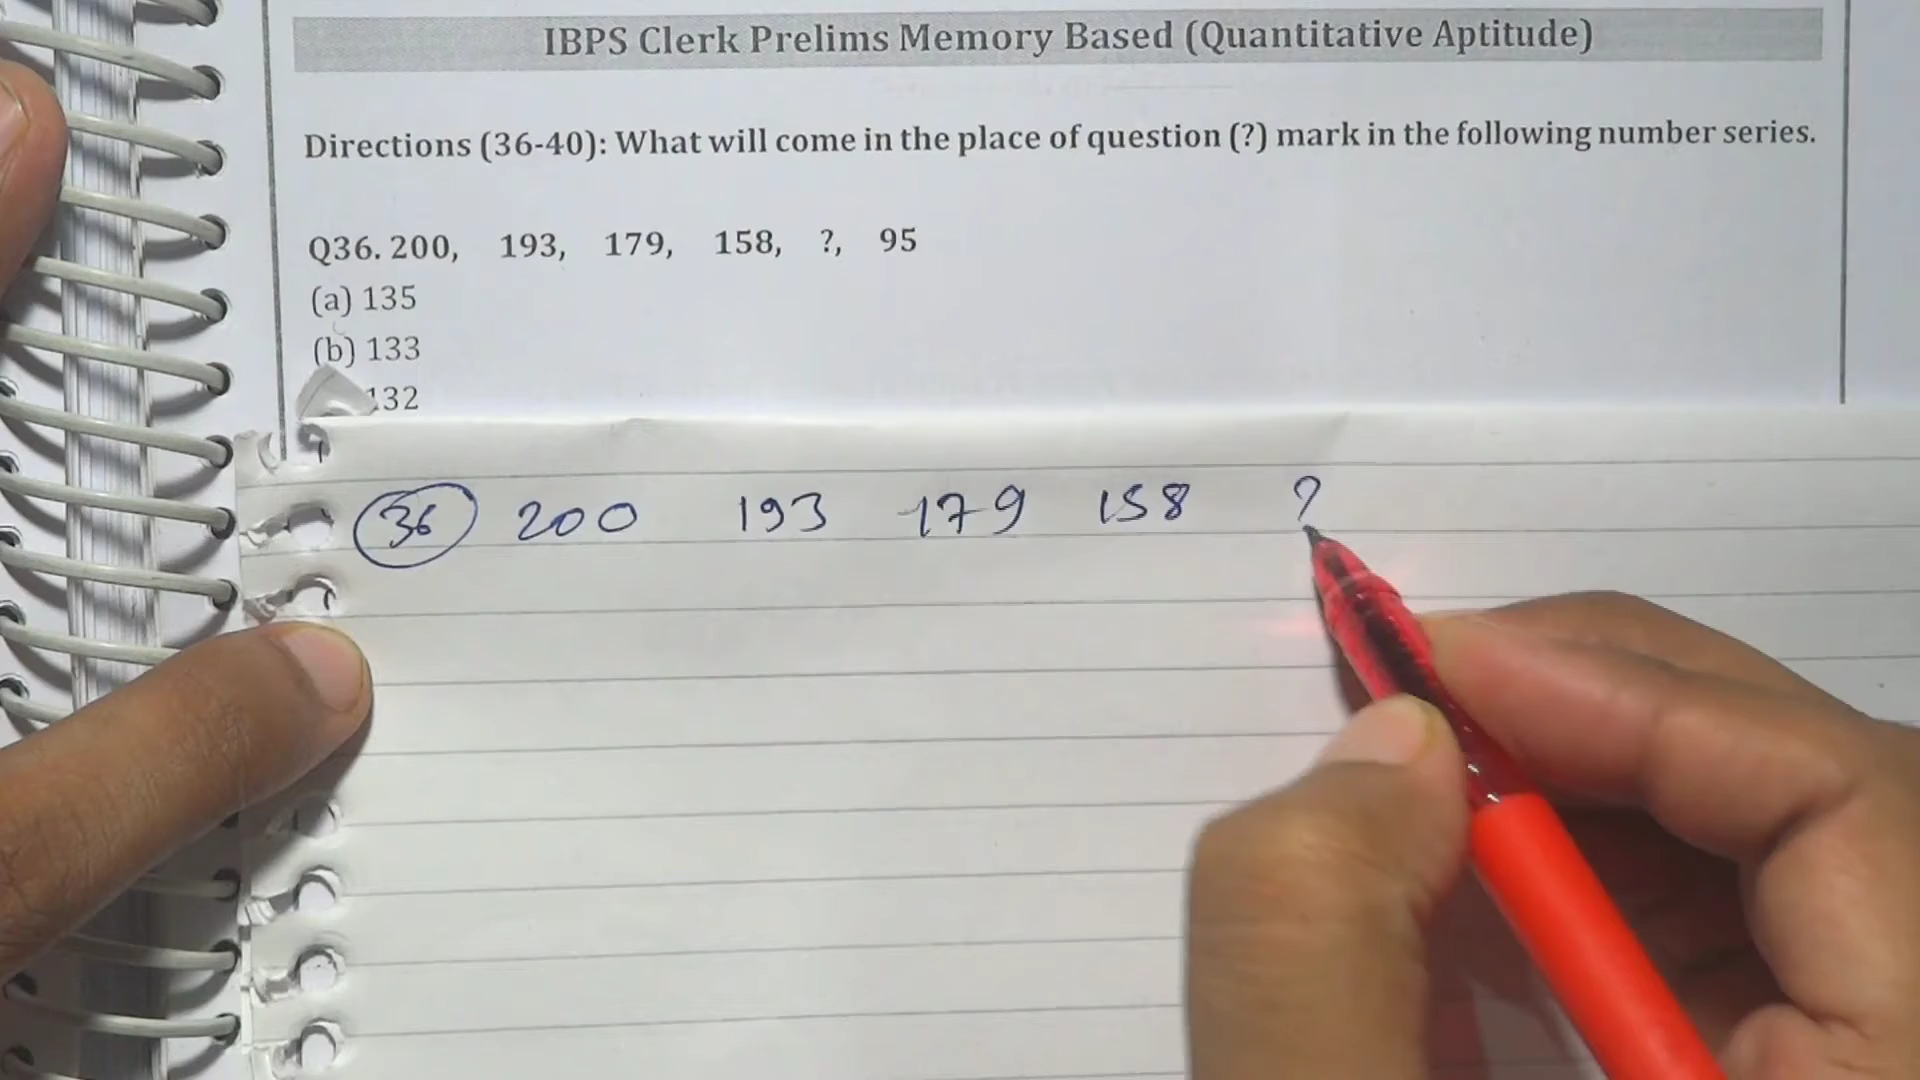 IBPS Clerk Prelims Memory Based (Quantitative Aptitude)
Directions (36-40): What will come in the place of question (?) mark in the following number series.
Q36. 200, 193, 179, 158, ?, 95
(a) 135
(b) 133
132
36 200 193 179 158 ?